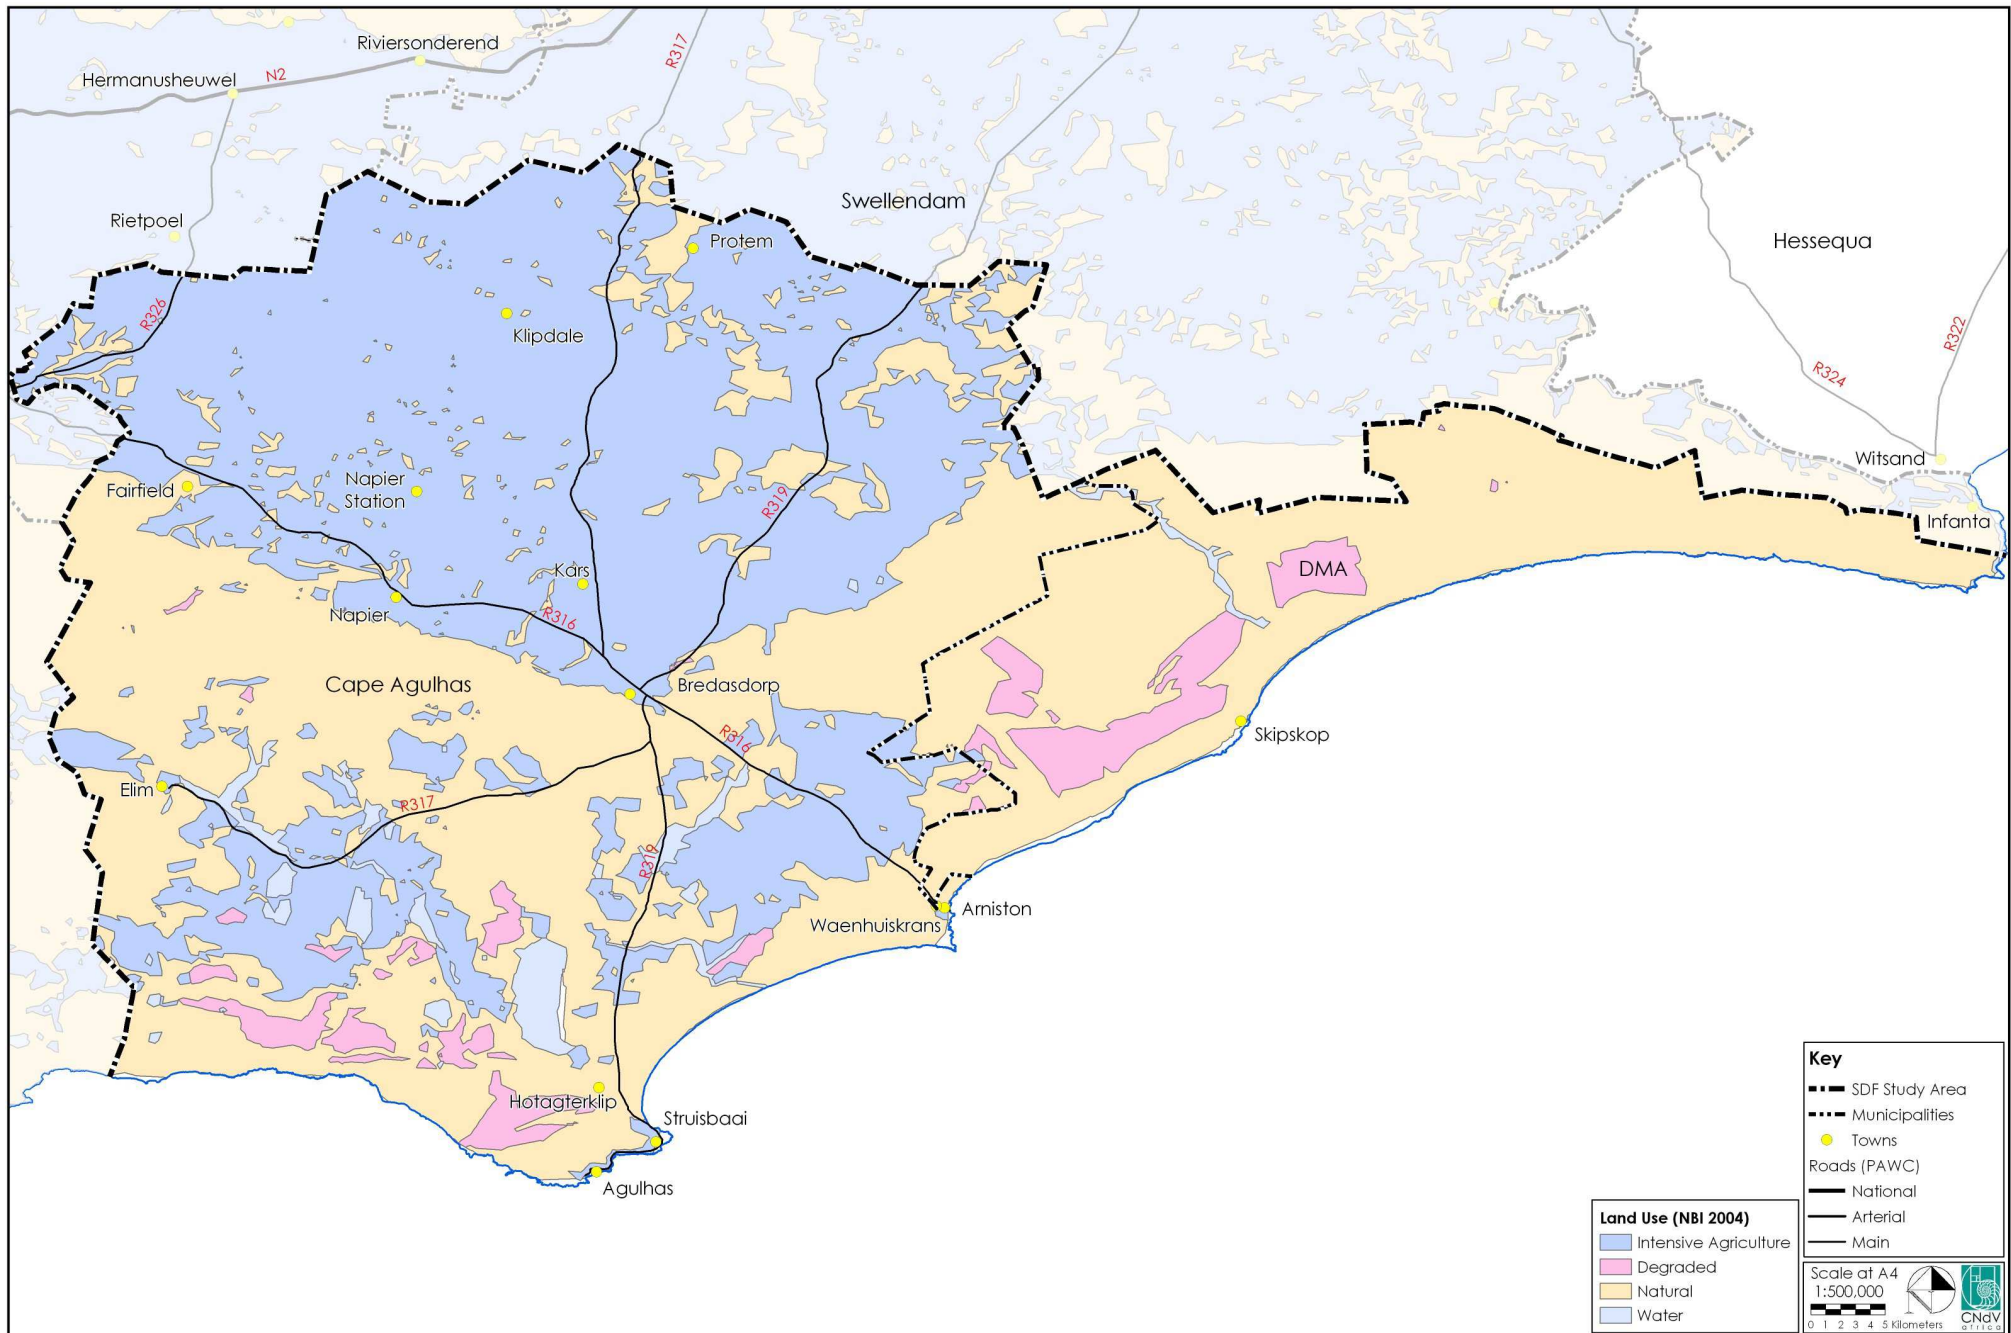 Riviersonderend
R317
Hermanusheuwel
N2
Swellendam
Rietpoel
Protem
Hessequa
R326
Klipdale
R322
R324
Witsand
Napier
Station
Fairfield
R319
Infanta
Kars
DMA
Napier
R316
Cape Agulhas
Bredasdorp
R316
Skipskop
Elim
R317
R319
Arniston
Waenhuiskrans
Hotagterklip
Struisbaai
Agulhas
Key
SDF Study Area
Municipalities
Towns
Roads (PAWC)
National
Arterial
Main
Land Use (NBI 2004)
Intensive Agriculture
Degraded
Natural
Water
Scale at A4
1:500,000
0 1 2 3 4 5 Kilometers
CNdV
africa